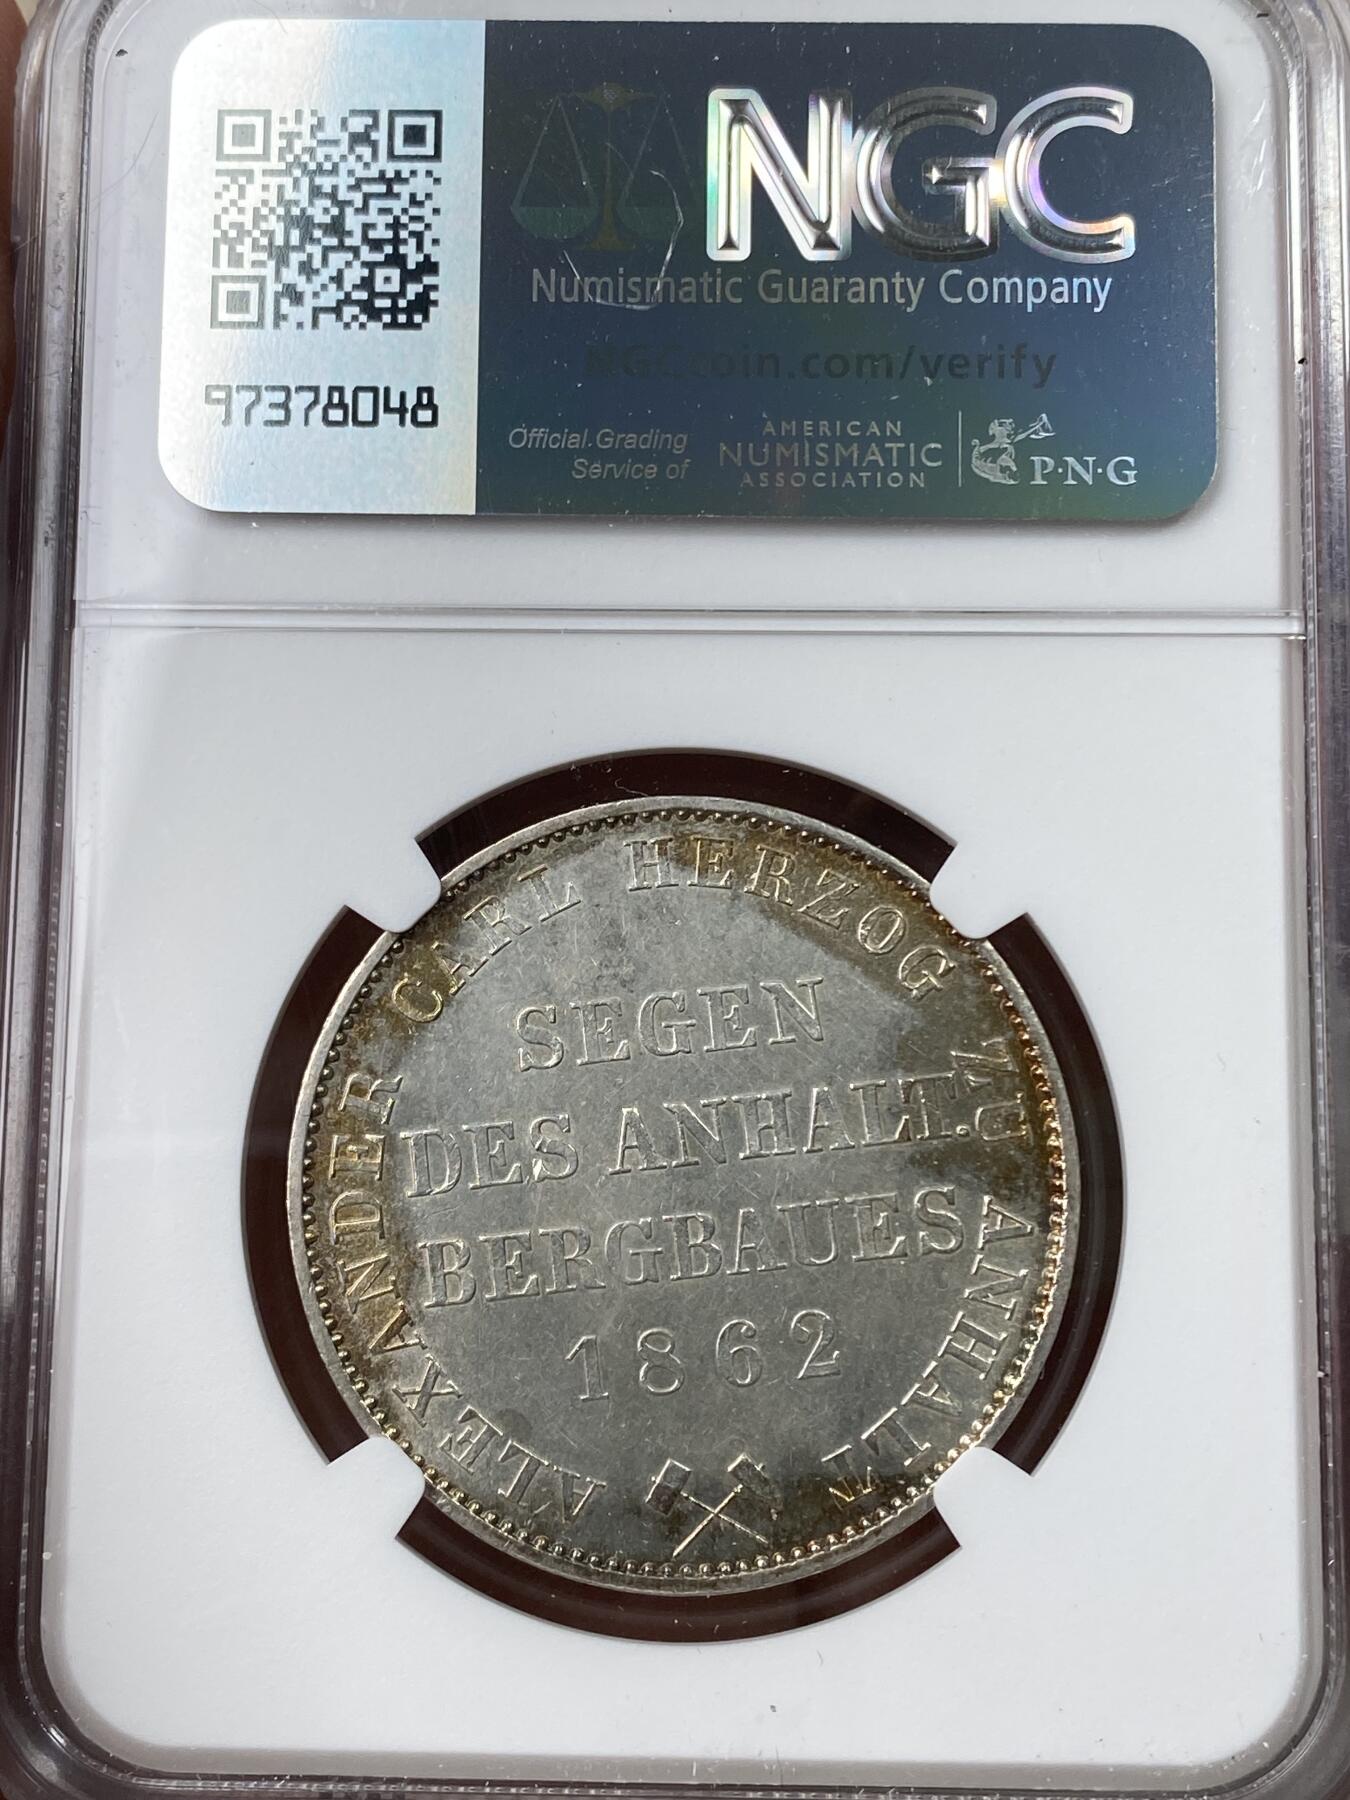 NGC
Numismatic Guaranty Company
NGCcoin.com/verify
97378048
Official Grading
Service of
AMERICAN
NUMISMATIC
ASSOCIATION
P·N·G
ALEXANDER CARL HERZOG ZU ANHALT
SEGEN
DES ANHALT.
BERGBAUES
1862